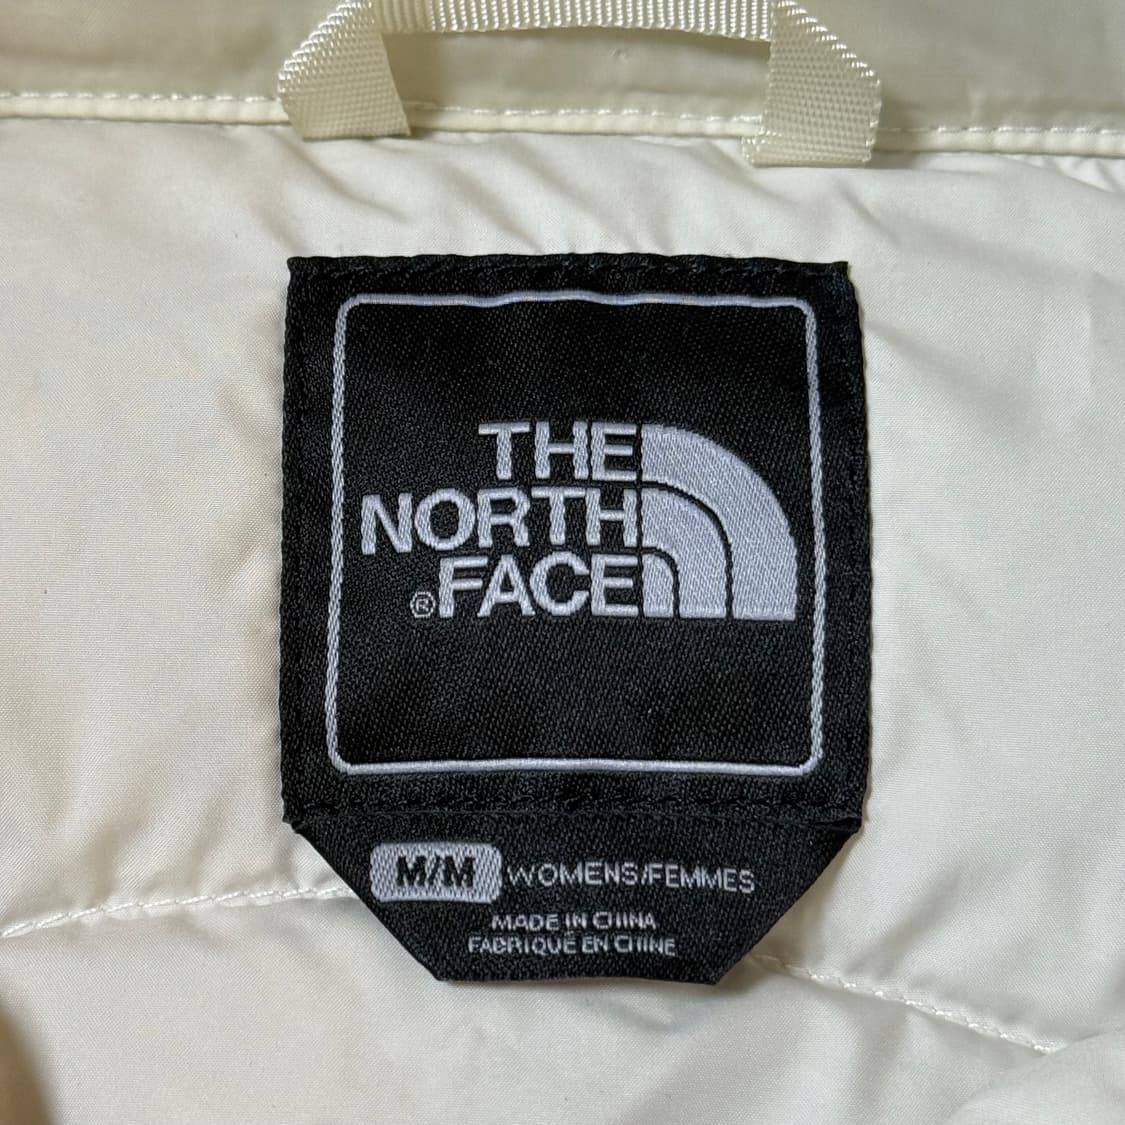 THE
NORTH
FACE
®
M/M WOMENS/FEMMES
MADE IN CHINA
FABRIQUÉ EN CHINE